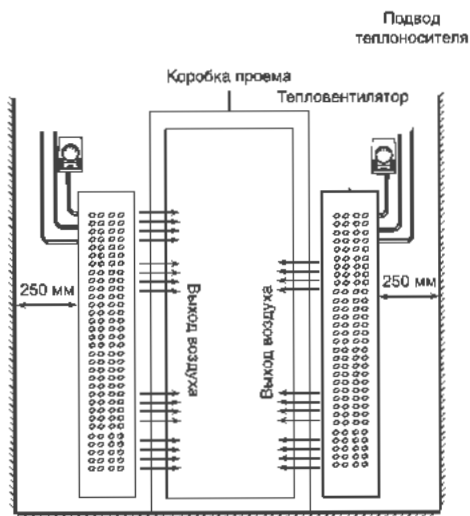 Подвод
теплоносителя
Коробка проема
Тепловентилятор
250 мм
Выход воздуха
Выход воздуха
250 мм